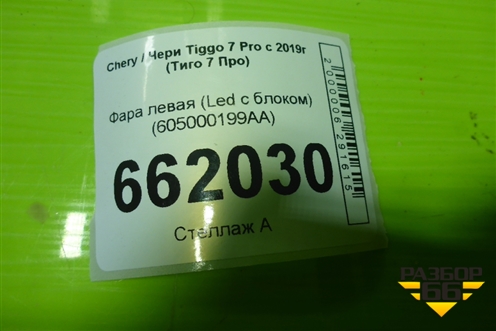 Chery / Чери Tiggo 7 Pro с 2019г
(Тиго 7 Про)
Фара левая (Led с блоком)
(605000199AA)
662030
Стеллаж А
2000006291615
РАЗБОР
66